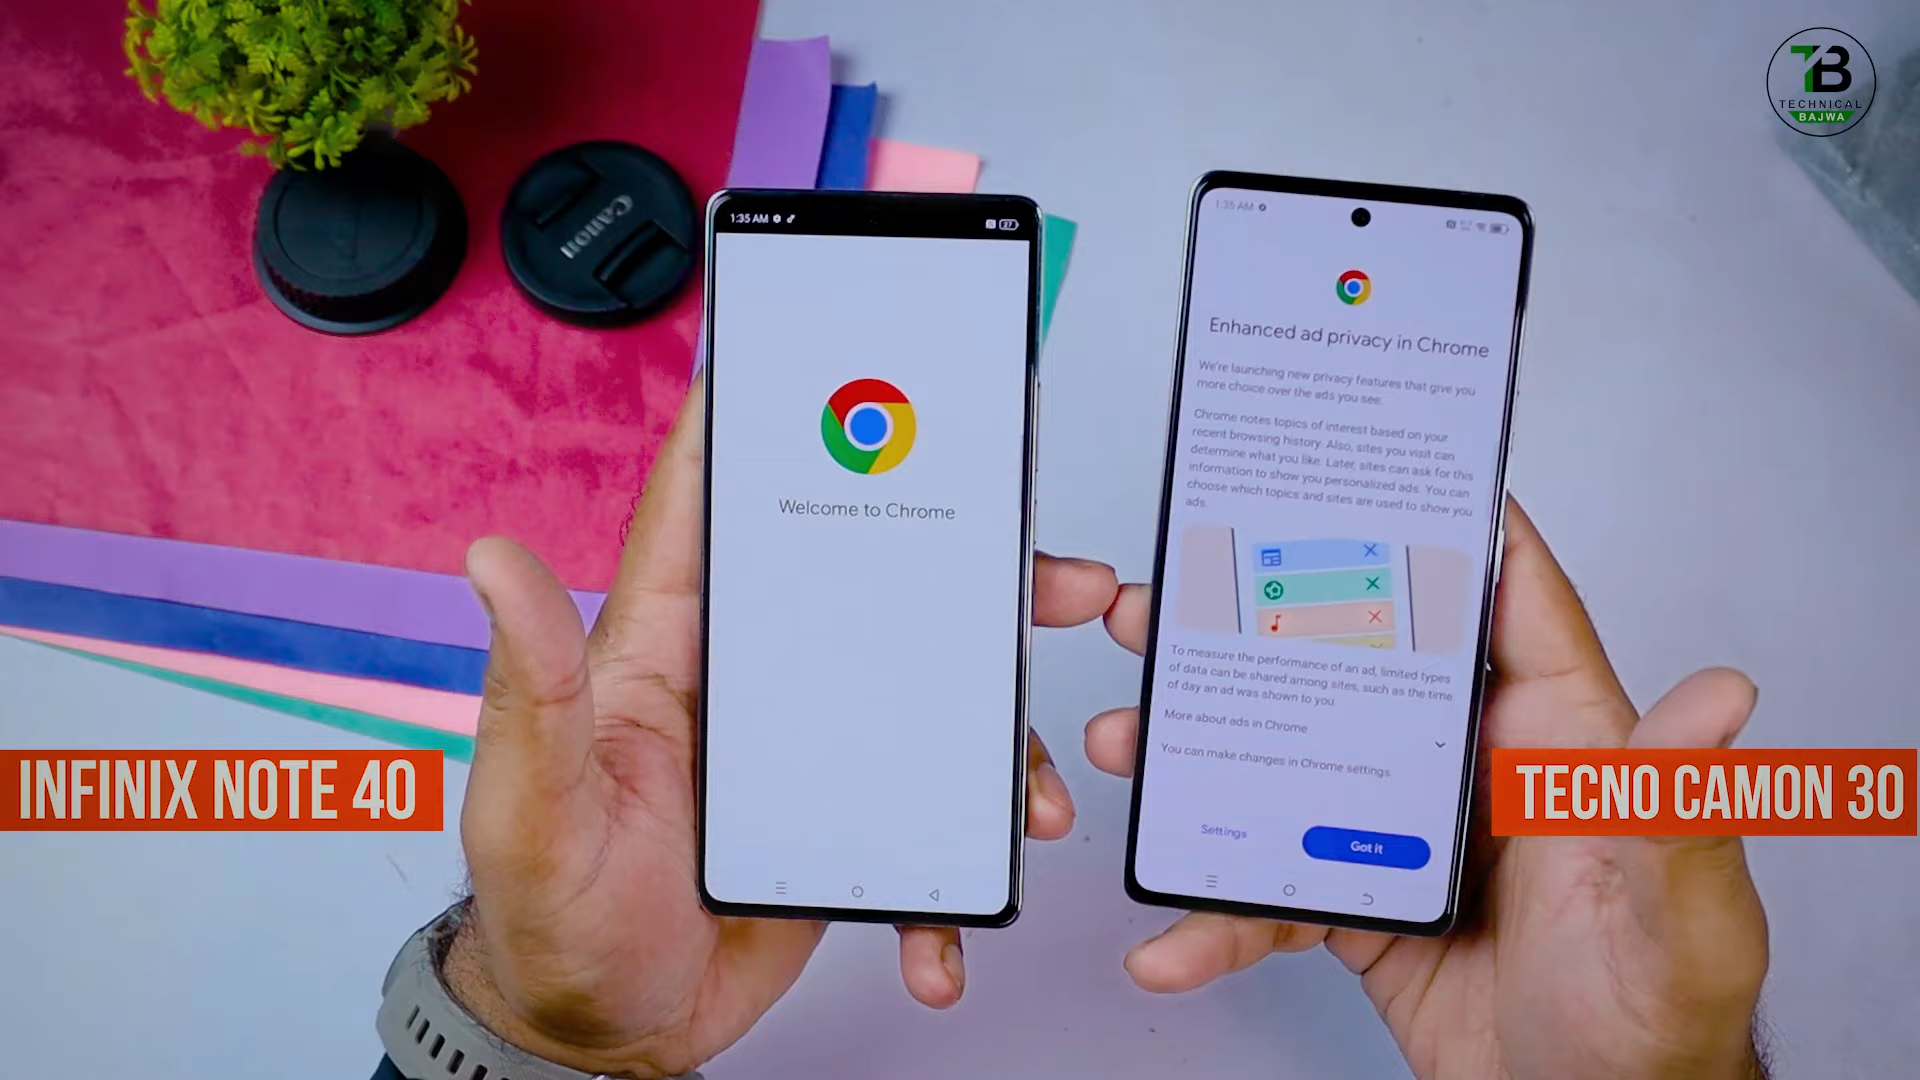 TB
TECHNICAL
BAJWA
Canon
1:35 AM
27
Welcome to Chrome
1:35 AM
Enhanced ad privacy in Chrome
We're launching new privacy features that give you
more choice over the ads you see.
Chrome notes topics of interest based on your
recent browsing history. Also, sites you visit can
determine what you like. Later, sites can ask for this
information to show you personalized ads. You can
choose which topics and sites are used to show you
ads.
To measure the performance of an ad, limited types
of data can be shared among sites, such as the time
of day an ad was shown to you.
More about ads in Chrome
You can make changes in Chrome settings.
Settings
Got it
INFINIX NOTE 40
TECNO CAMON 30